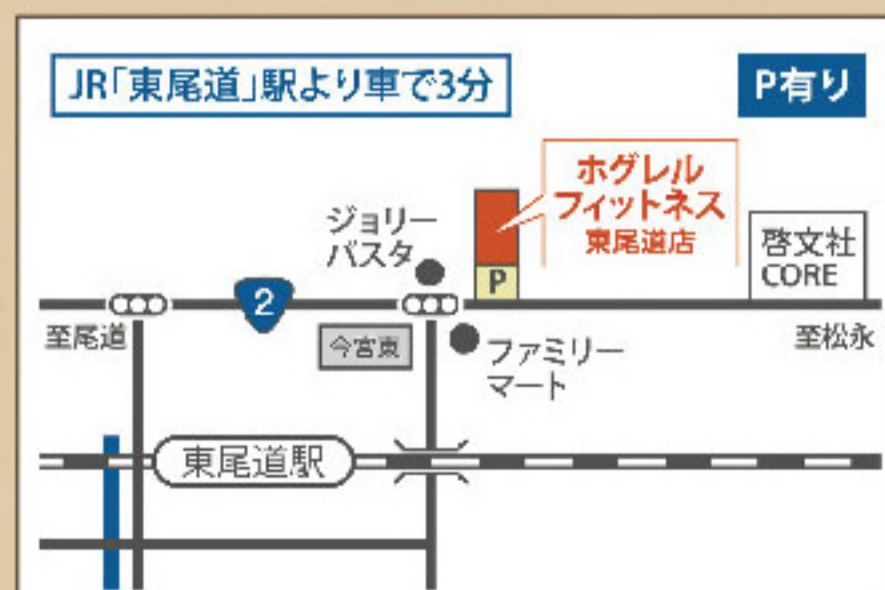 JR「東尾道」駅より車で3分
P有り
ホグレル
フィットネス
東尾道店
ジョリー
パスタ
P
啓文社
CORE
2
至尾道
今宮東
ファミリー
マート
至松永
東尾道駅